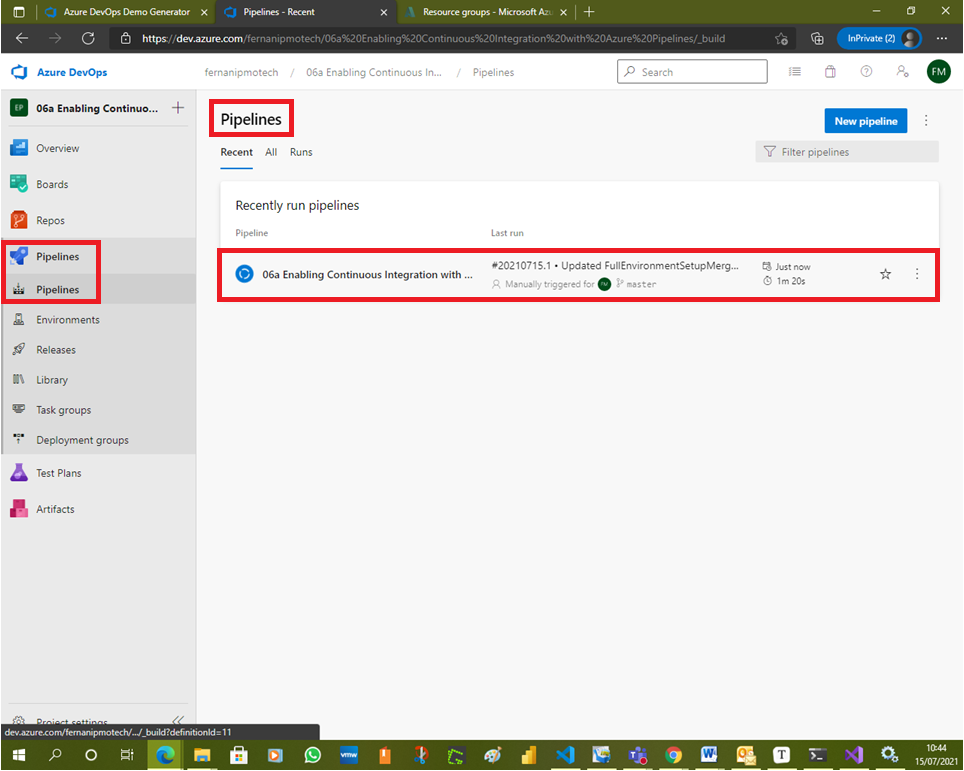 Azure DevOps Demo Generator
Pipelines - Recent
Resource groups - Microsoft Azu
https://dev.azure.com/fernanipmotech/06a%20Enabling%20Continuous%20Integration%20with%20Azure%20Pipelines/_build
InPrivate (2)
Azure DevOps
fernanipmotech / 06a Enabling Continuous In... / Pipelines
Search
FM
EP 06a Enabling Continuo...
Overview
Boards
Repos
Pipelines
Pipelines
Environments
Releases
Library
Task groups
Deployment groups
Test Plans
Artifacts
Project settings
Pipelines
New pipeline
Recent All Runs
Filter pipelines
Recently run pipelines
Pipeline Last run
06a Enabling Continuous Integration with ...
#20210715.1 • Updated FullEnvironmentSetupMerg...
Manually triggered for FM master
Just now
1m 20s
dev.azure.com/fernanipmotech/.../_build?definitionId=11
vmw
10:44
15/07/2021